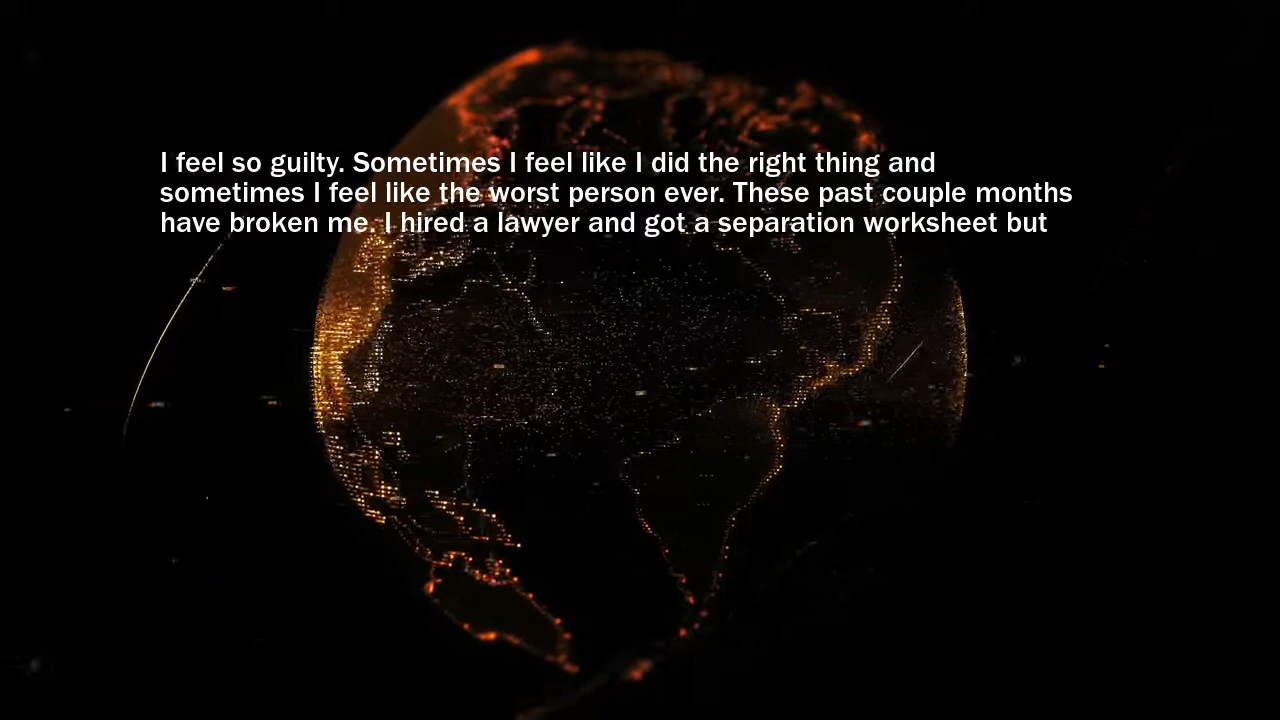 I feel so guilty. Sometimes I feel like I did the right thing and
sometimes I feel like the worst person ever. These past couple months
have broken me. I hired a lawyer and got a separation worksheet but